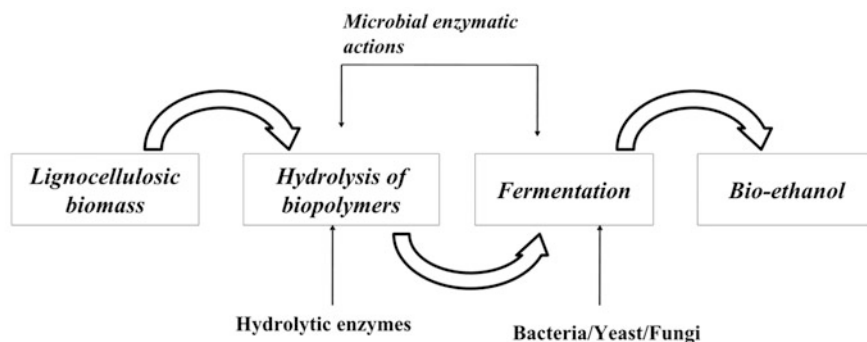 Microbial enzymatic
actions
Lignocellulosic
biomass
Hydrolysis of
biopolymers
Fermentation
Bio-ethanol
Hydrolytic enzymes
Bacteria/Yeast/Fungi